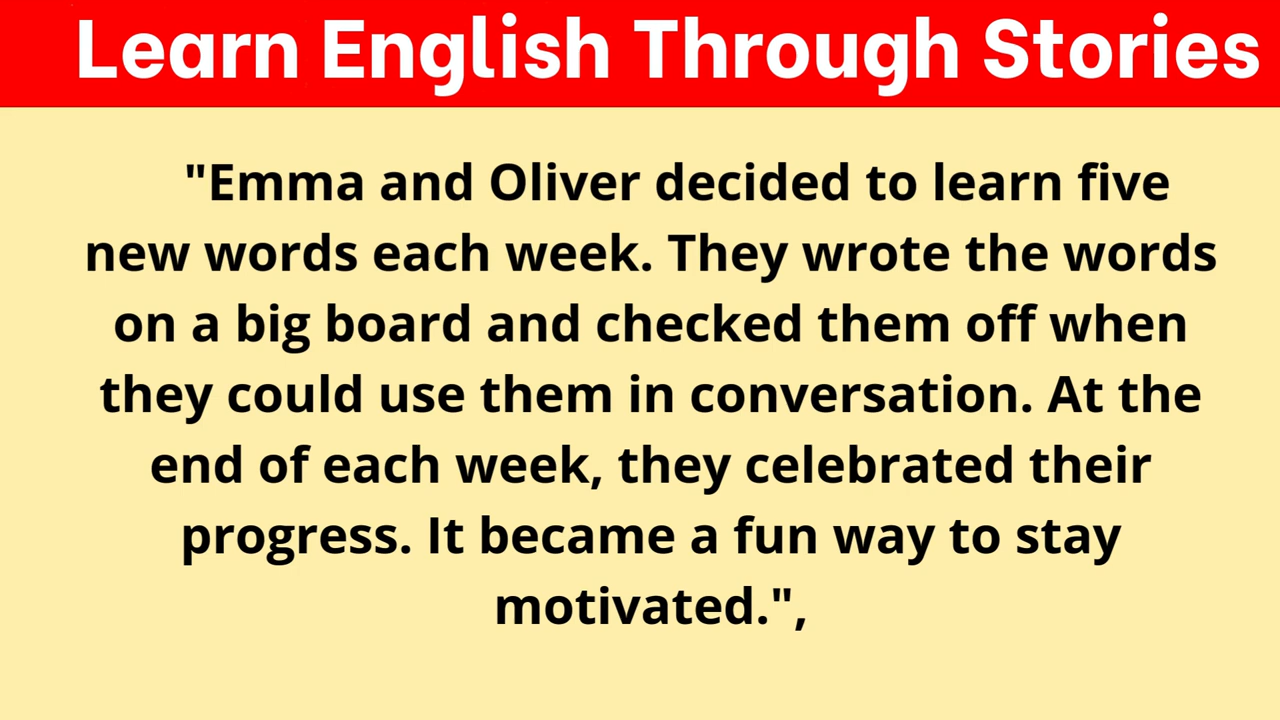 Learn English Through Stories
"Emma and Oliver decided to learn five
new words each week. They wrote the words
on a big board and checked them off when
they could use them in conversation. At the
end of each week, they celebrated their
progress. It became a fun way to stay
motivated.",